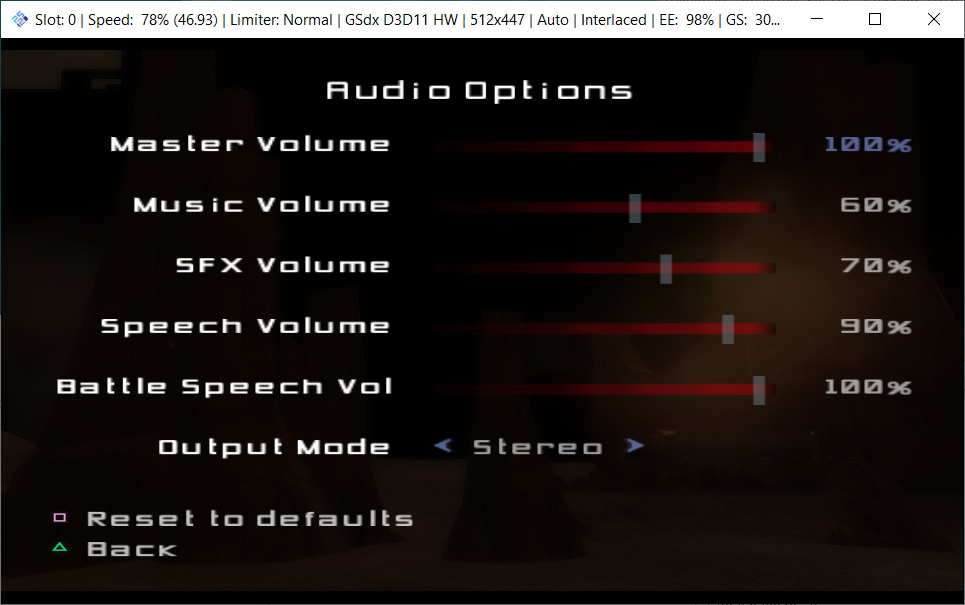 Slot: 0 | Speed: 78% (46.93) | Limiter: Normal | GSdx D3D11 HW | 512x447 | Auto | Interlaced | EE: 98% | GS: 30...
Audio Options
Master Volume 100%
Music Volume 60%
SFX Volume 70%
Speech Volume 90%
Battle Speech Vol 100%
Output Mode < Stereo >
Reset to defaults
Back